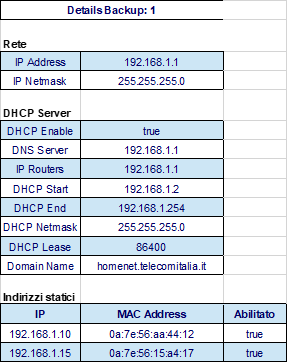 Details Backup: 1
Rete
IP Address 192.168.1.1
IP Netmask 255.255.255.0
DHCP Server
DHCP Enable true
DNS Server 192.168.1.1
IP Routers 192.168.1.1
DHCP Start 192.168.1.2
DHCP End 192.168.1.254
DHCP Netmask 255.255.255.0
DHCP Lease 86400
Domain Name homenet.telecomitalia.it
Indirizzi statici
IP MAC Address Abilitato
192.168.1.10 0a:7e:56:aa:44:12 true
192.168.1.15 0a:7e:56:15:a4:17 true